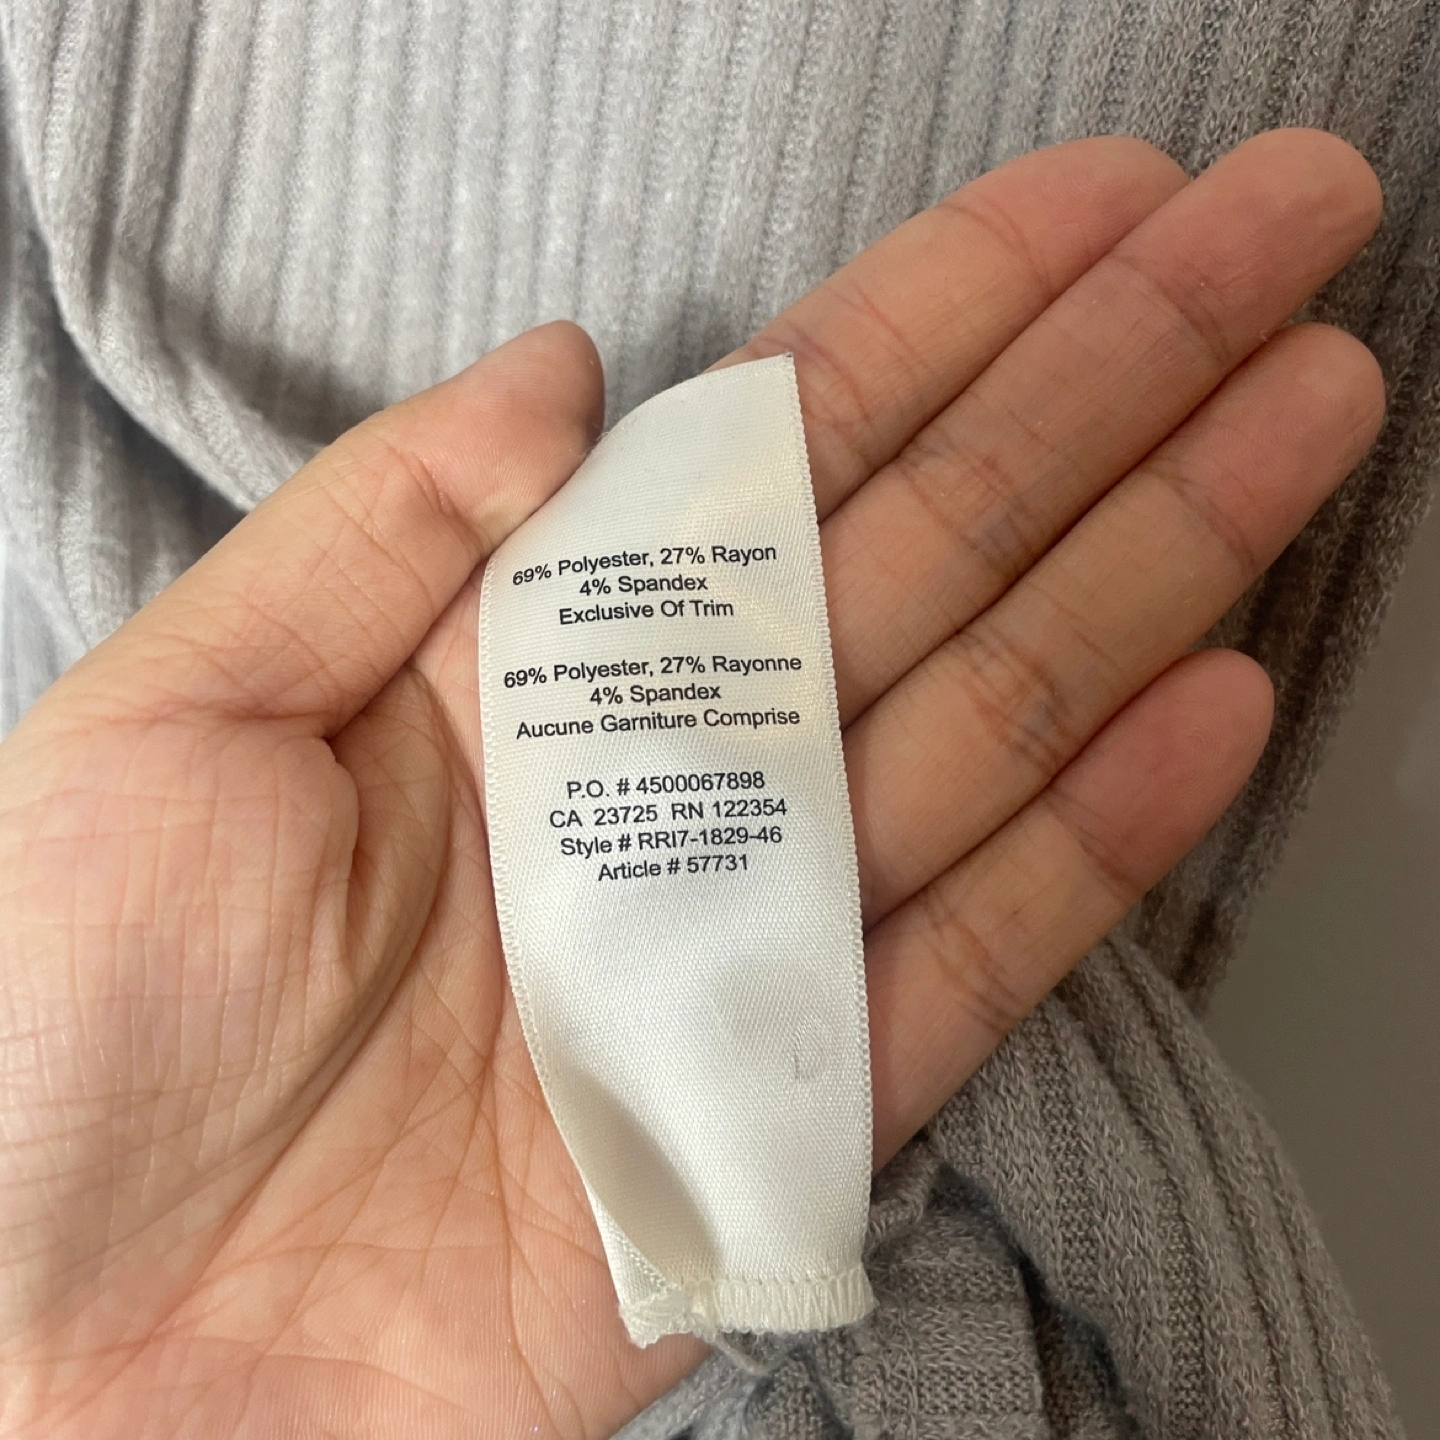 69% Polyester, 27% Rayon
4% Spandex
Exclusive Of Trim
69% Polyester, 27% Rayonne
4% Spandex
Aucune Garniture Comprise
P.O. # 4500067898
CA 23725 RN 122354
Style # RRI7-1829-46
Article # 57731